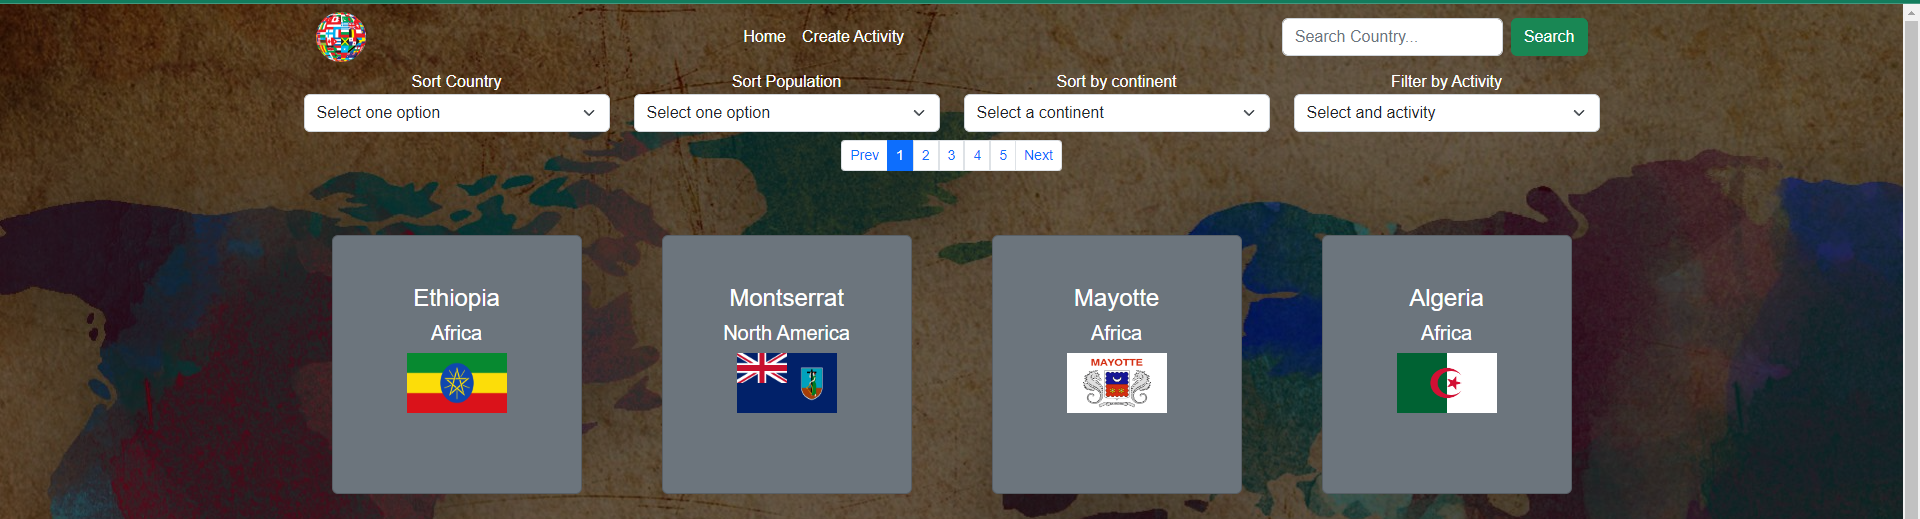 Home Create Activity Search Country... Search
Sort Country Sort Population Sort by continent Filter by Activity
Select one option Select one option Select a continent Select and activity
Prev 1 2 3 4 5 Next
Ethiopia Montserrat Mayotte Algeria
Africa North America Africa Africa
MAYOTTE